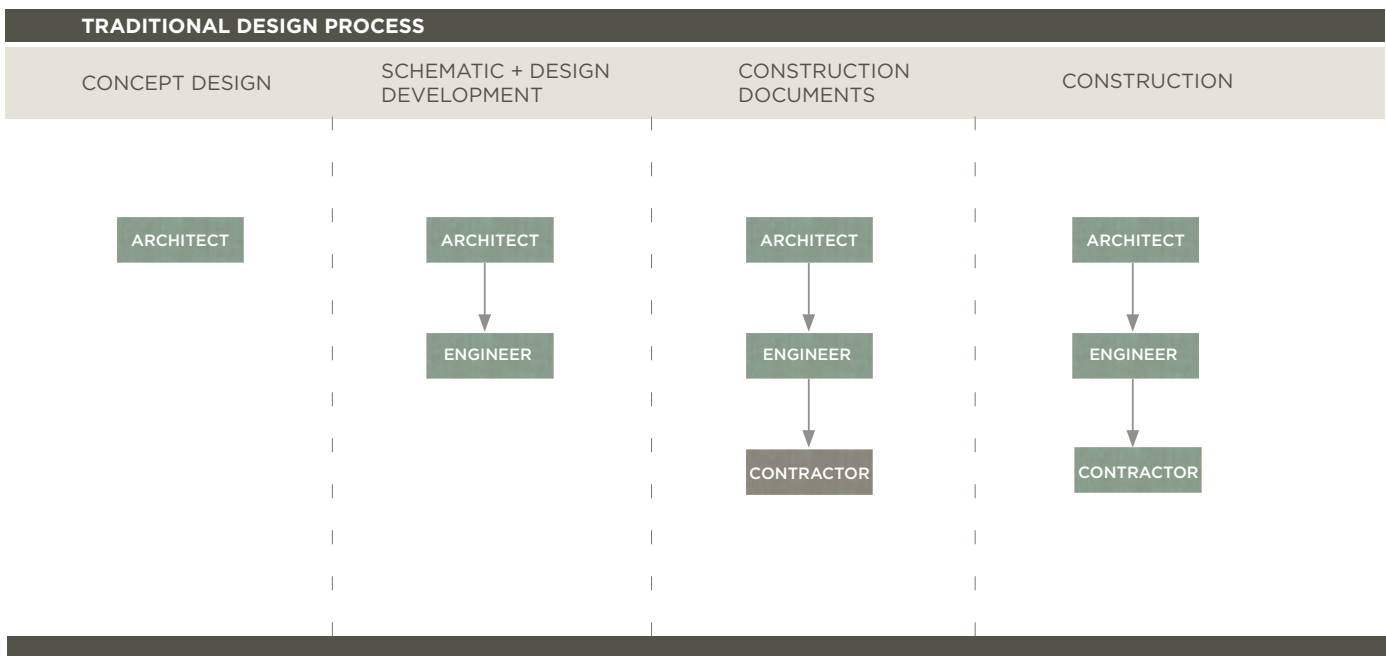 TRADITIONAL DESIGN PROCESS
CONCEPT DESIGN
SCHEMATIC + DESIGN
DEVELOPMENT
CONSTRUCTION
DOCUMENTS
CONSTRUCTION
ARCHITECT
ARCHITECT
ARCHITECT
ARCHITECT
ENGINEER
ENGINEER
ENGINEER
CONTRACTOR
CONTRACTOR